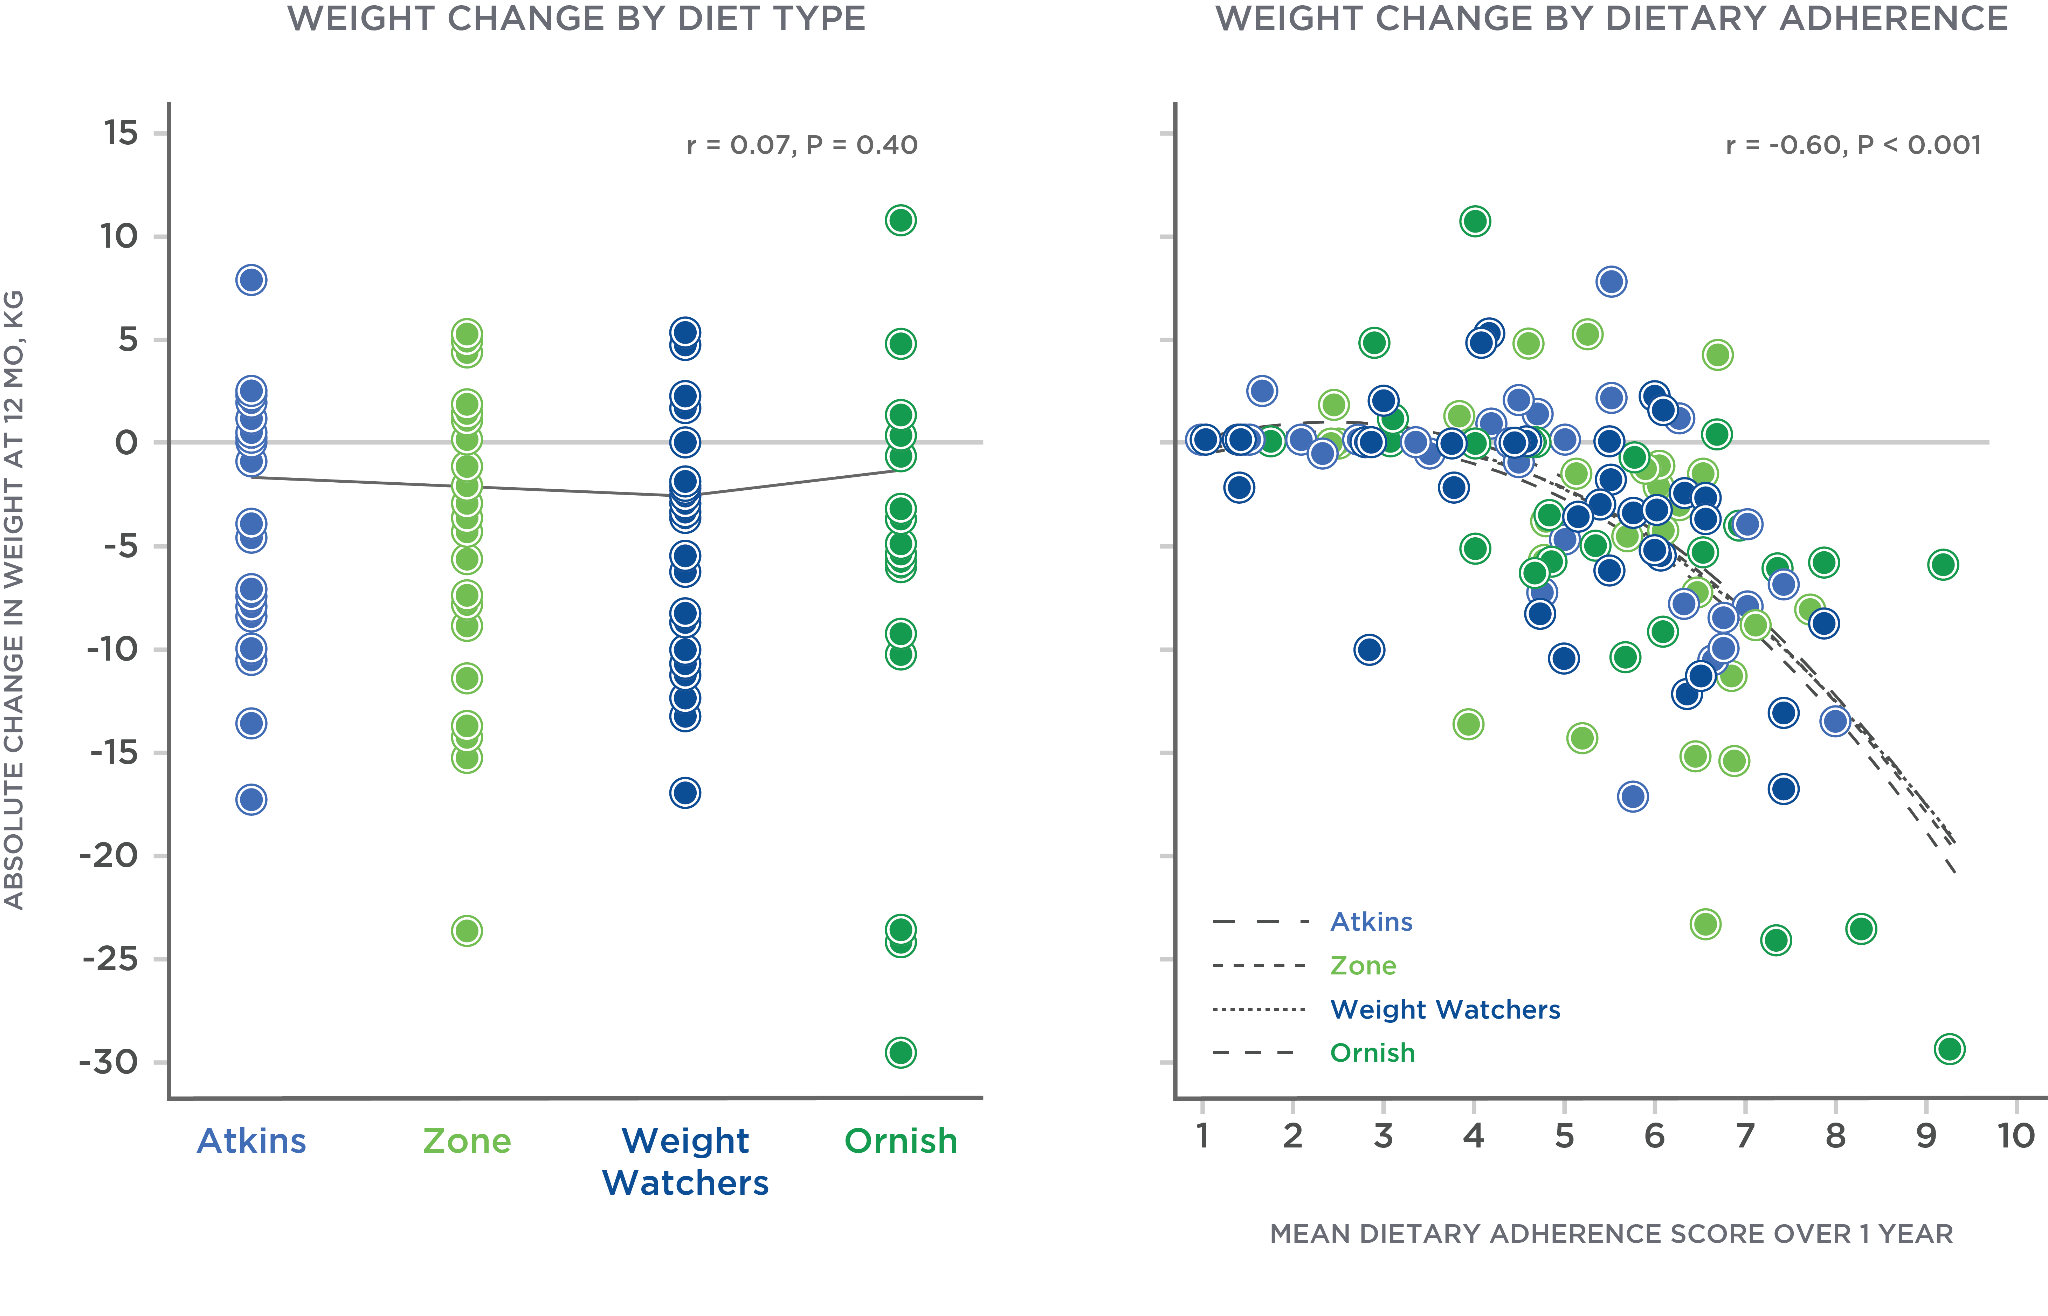 WEIGHT CHANGE BY DIET TYPE
r = 0.07, P = 0.40
ABSOLUTE CHANGE IN WEIGHT AT 12 MO, KG
15
10
5
0
-5
-10
-15
-20
-25
-30
Atkins
Zone
Weight
Watchers
Ornish
WEIGHT CHANGE BY DIETARY ADHERENCE
r = -0.60, P < 0.001
Atkins
Zone
Weight Watchers
Ornish
1 2 3 4 5 6 7 8 9 10
MEAN DIETARY ADHERENCE SCORE OVER 1 YEAR